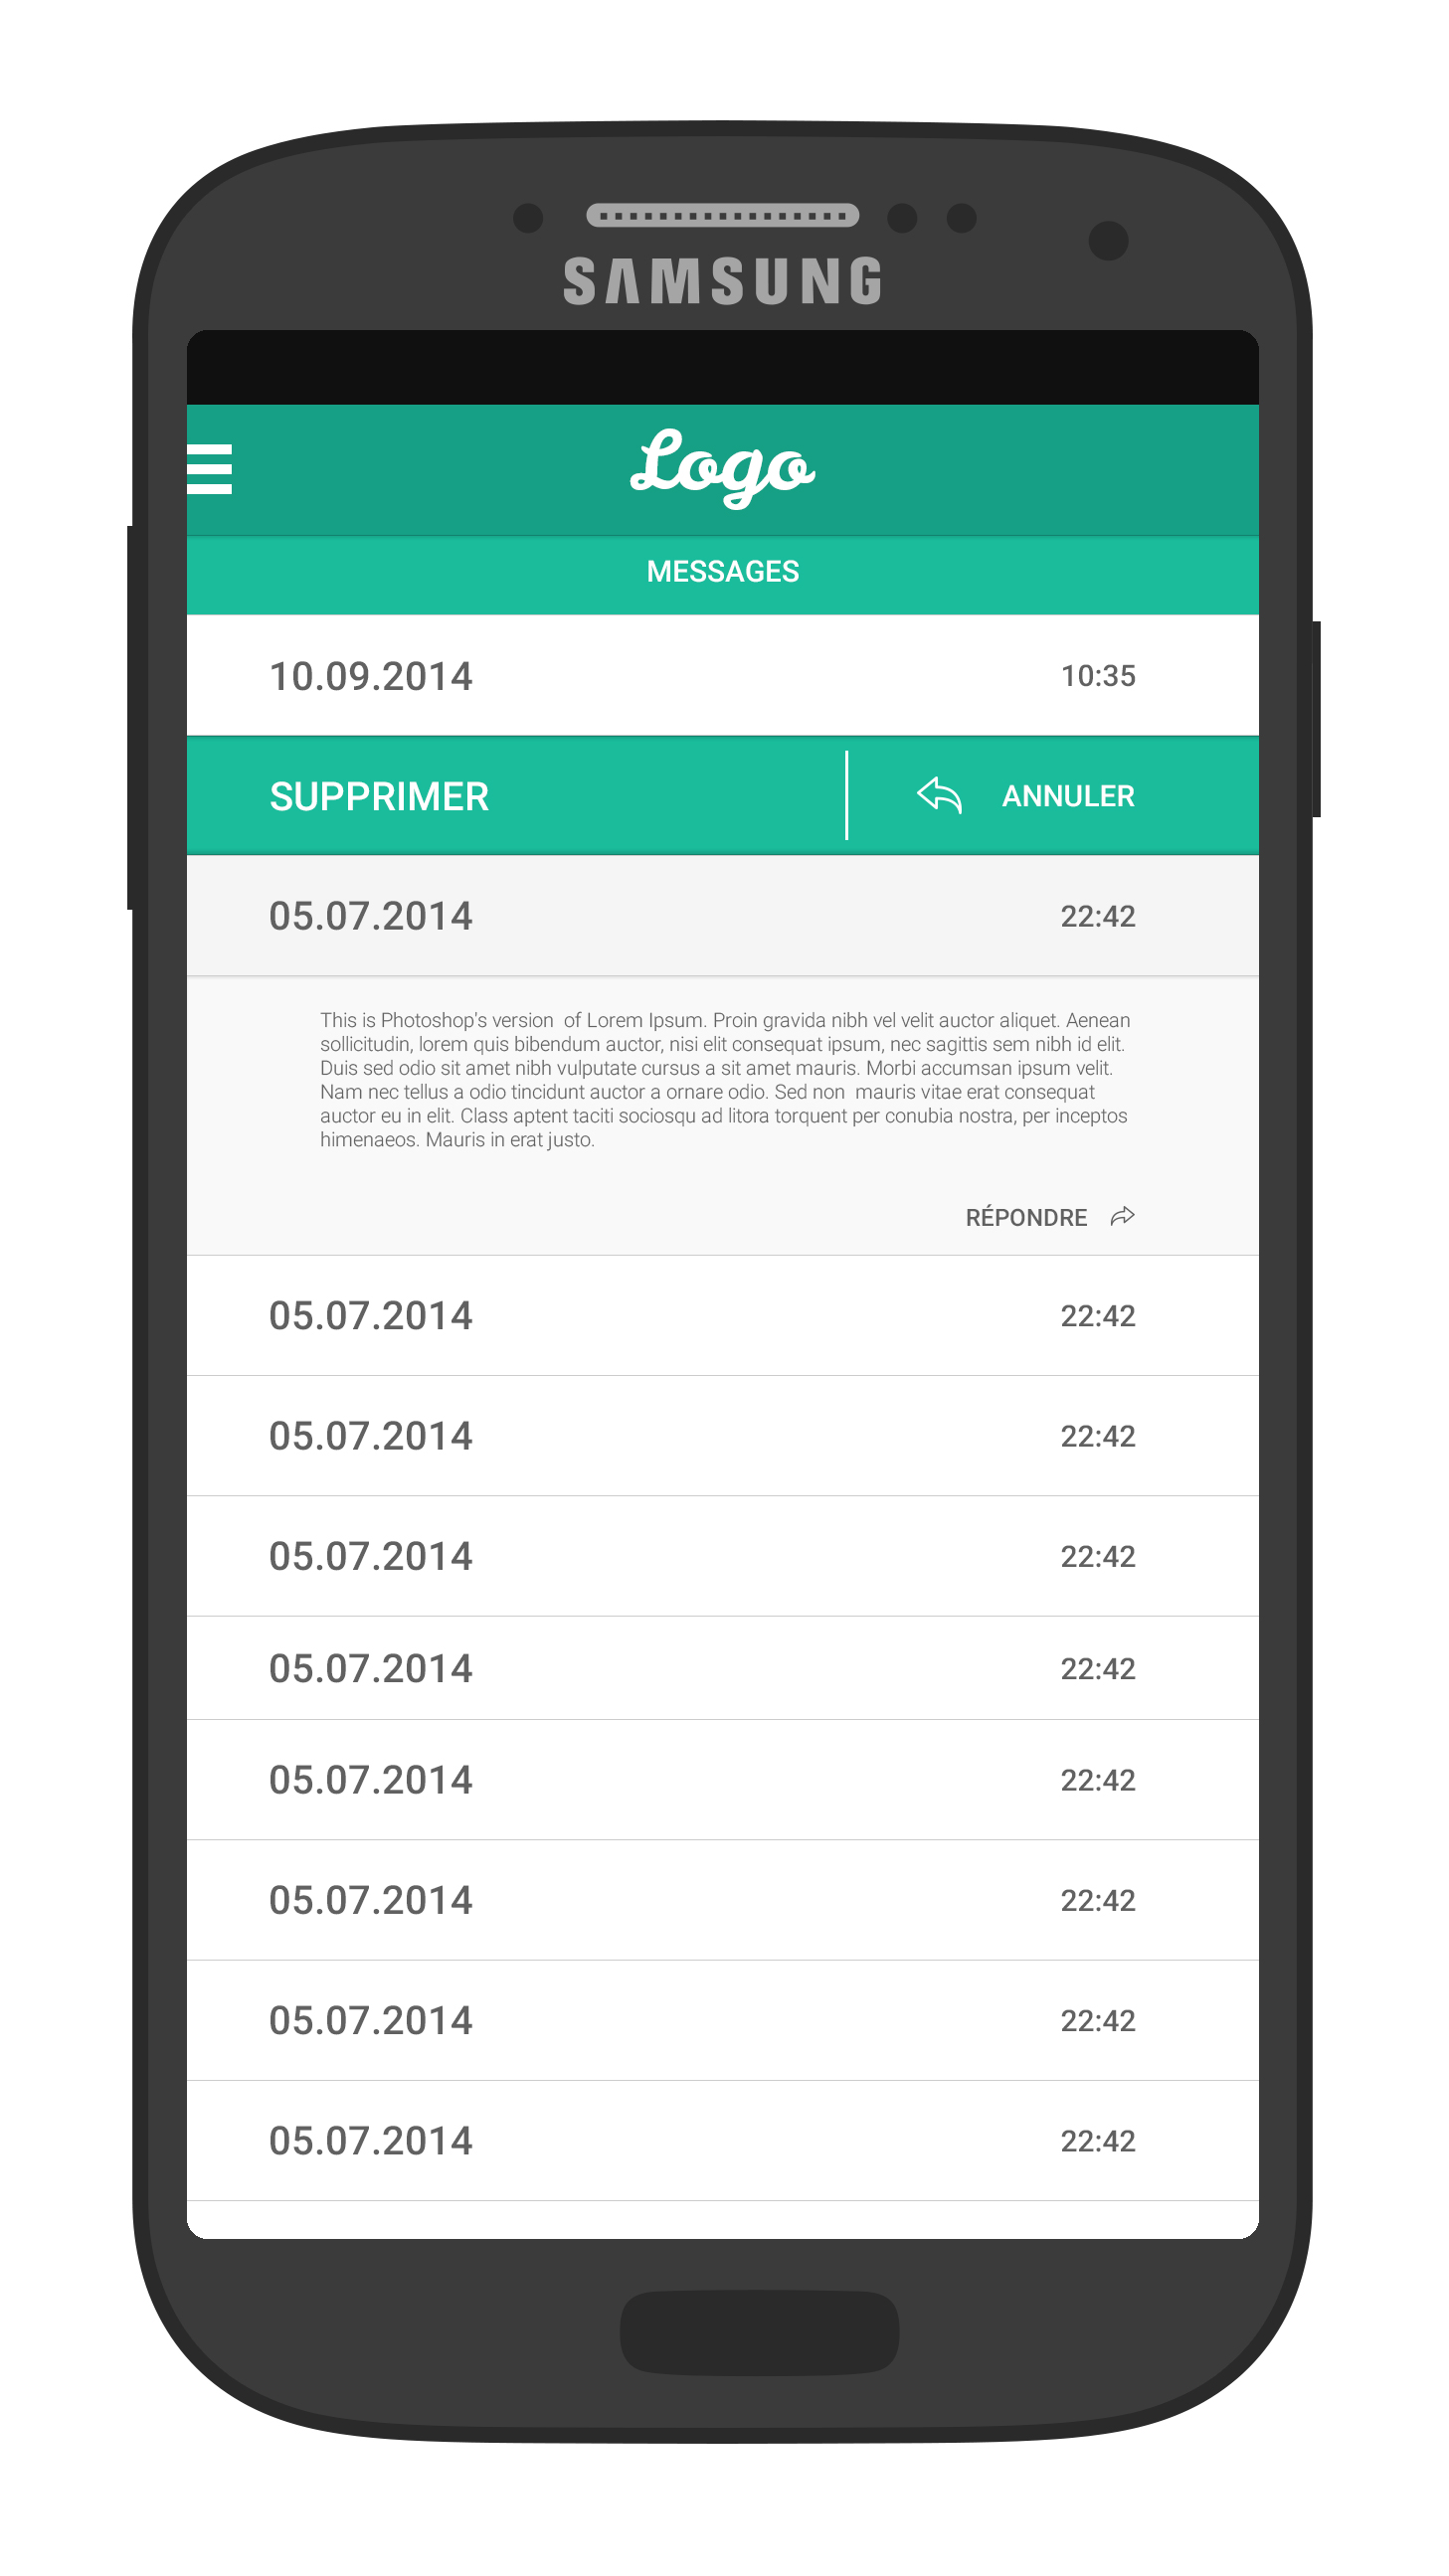 SAMSUNG
Logo
MESSAGES
10.09.2014 10:35
SUPPRIMER ANNULER
05.07.2014 22:42
This is Photoshop's version of Lorem Ipsum. Proin gravida nibh vel velit auctor aliquet. Aenean
sollicitudin, lorem quis bibendum auctor, nisi elit consequat ipsum, nec sagittis sem nibh id elit.
Duis sed odio sit amet nibh vulputate cursus a sit amet mauris. Morbi accumsan ipsum velit.
Nam nec tellus a odio tincidunt auctor a ornare odio. Sed non mauris vitae erat consequat
auctor eu in elit. Class aptent taciti sociosqu ad litora torquent per conubia nostra, per inceptos
himenaeos. Mauris in erat justo.
RÉPONDRE
05.07.2014 22:42
05.07.2014 22:42
05.07.2014 22:42
05.07.2014 22:42
05.07.2014 22:42
05.07.2014 22:42
05.07.2014 22:42
05.07.2014 22:42